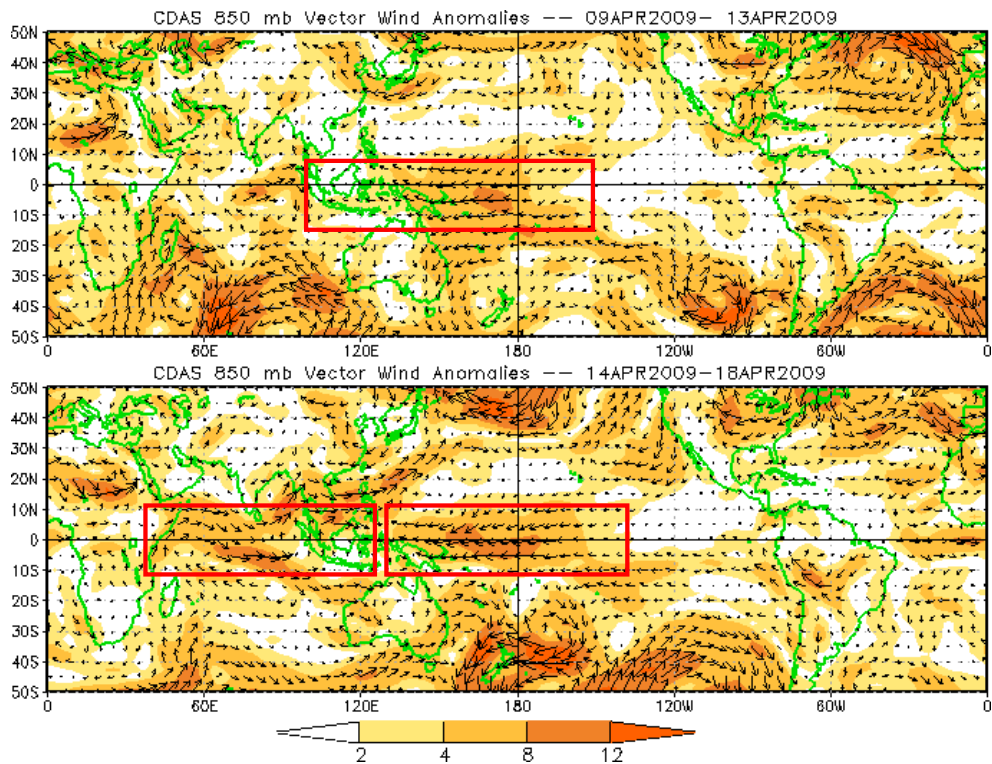 CDAS 850 mb Vector Wind Anomalies -- 09APR2009- 13APR2009
50N
40N
30N
20N
10N
0
10S
20S
30S
40S
50S
0 60E 120E 180 120W 60W 0
CDAS 850 mb Vector Wind Anomalies -- 14APR2009-18APR2009
50N
40N
30N
20N
10N
0
10S
20S
30S
40S
50S
0 60E 120E 180 120W 60W 0
2 4 8 12